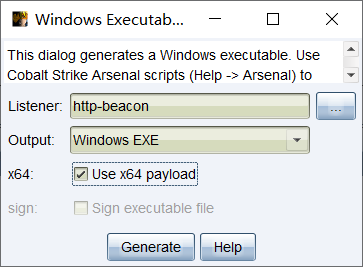 Windows Executab...
This dialog generates a Windows executable. Use
Cobalt Strike Arsenal scripts (Help -> Arsenal) to
Listener: http-beacon ...
Output: Windows EXE
x64: Use x64 payload
sign: Sign executable file
Generate Help